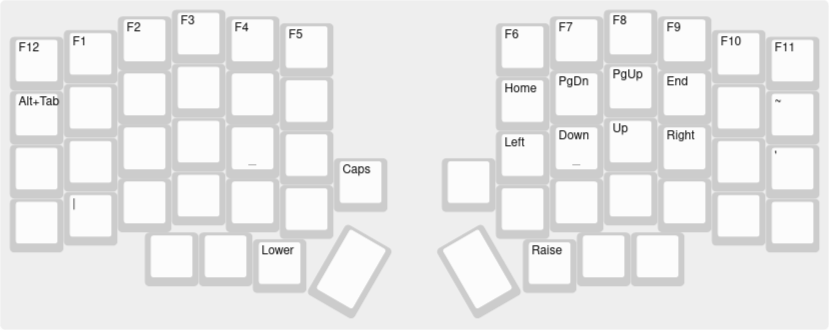 F12 F1 F2 F3 F4 F5 F6 F7 F8 F9 F10 F11
Alt+Tab Home PgDn PgUp End ~
_ Left Down _ Up Right '
Caps
|
Lower Raise